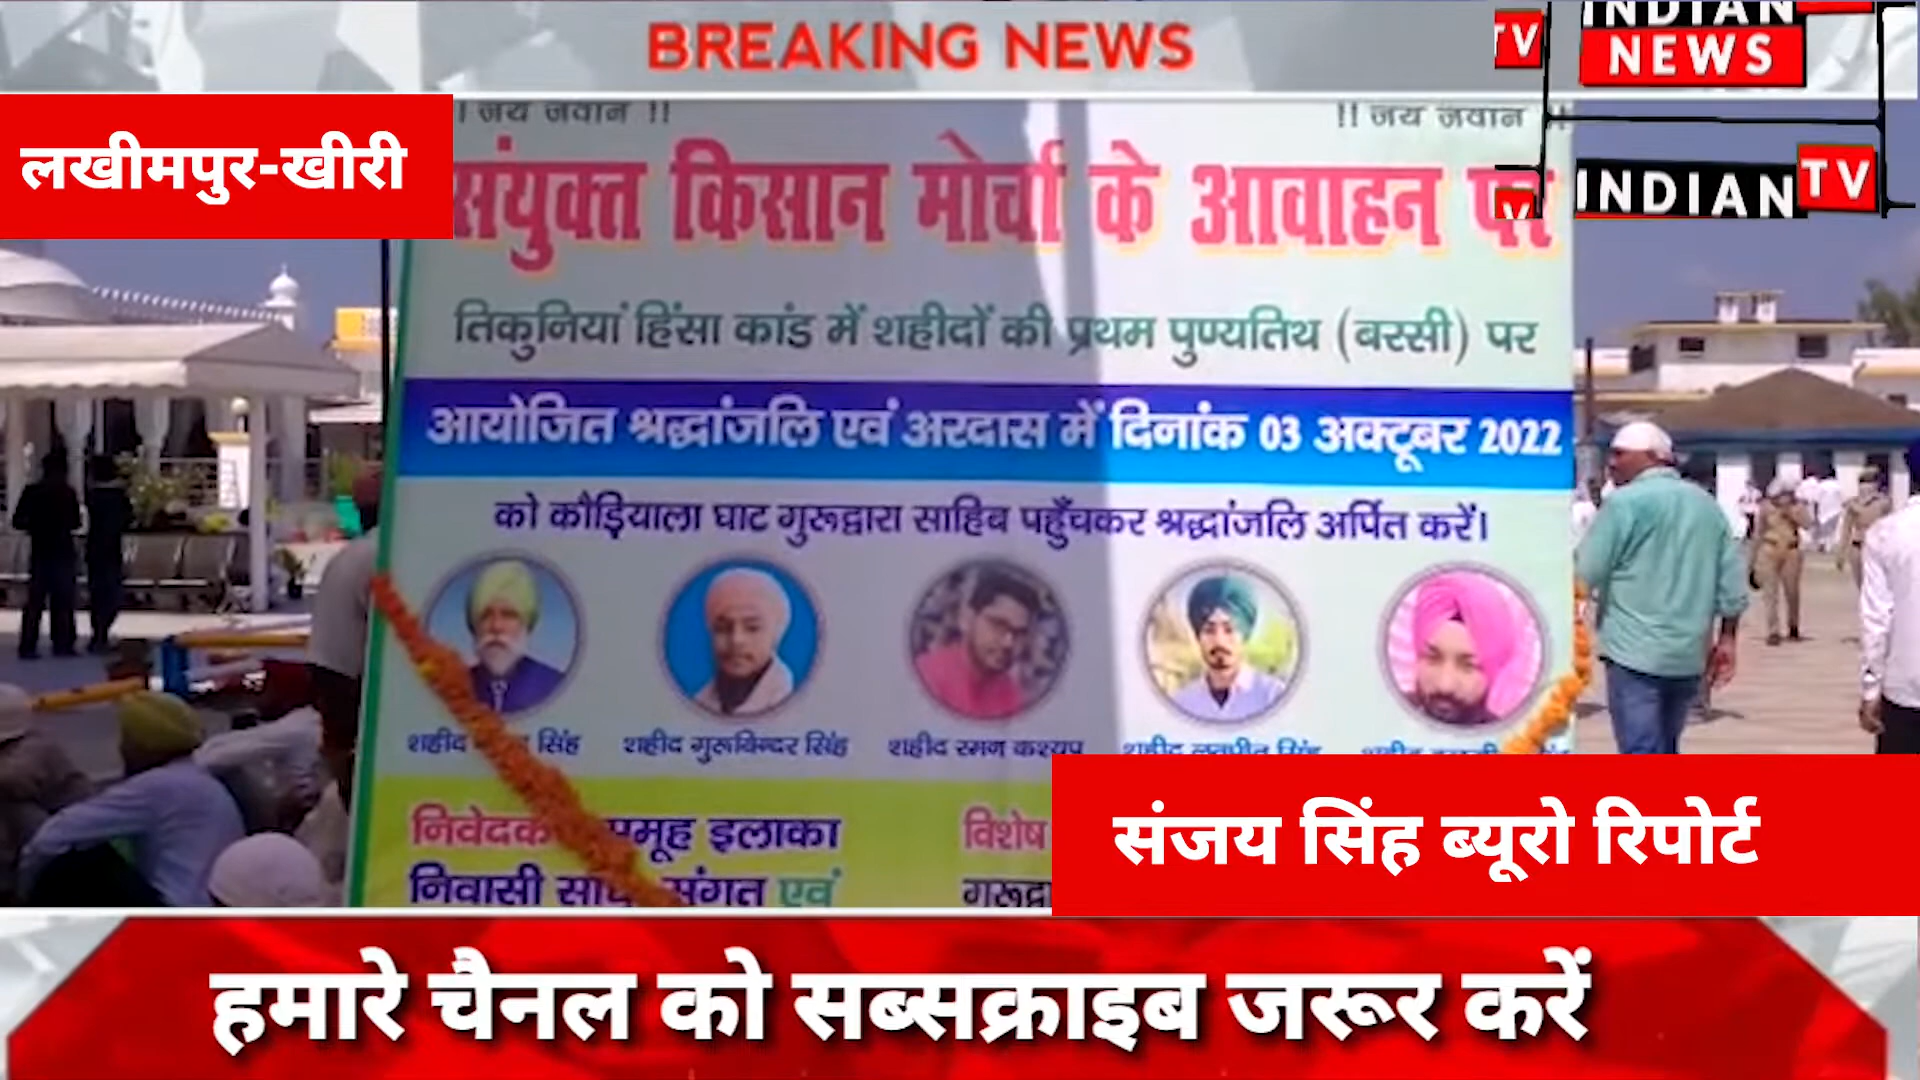 BREAKING NEWS
INDIAN
NEWS
TV
INDIAN TV
लखीमपुर-खीरी
। जय जवान !!
!! जय जवान !!
संयुक्त किसान मोर्चा के आवाहन पर
तिकुनियां हिंसा कांड में शहीदों की प्रथम पुण्यतिथ (बरसी) पर
आयोजित श्रद्धांजलि एवं अरदास में दिनांक 03 अक्टूबर 2022
को कौड़ियाला घाट गुरूद्वारा साहिब पहुँचकर श्रद्धांजलि अर्पित करें।
शहीद सिंह
शहीद गुरूविन्दर सिंह
शहीद रमण कश्यप
निवेदक समूह इलाका
विशेष
निवासी साध संगत एवं
संजय सिंह ब्यूरो रिपोर्ट
हमारे चैनल को सब्सक्राइब जरूर करें